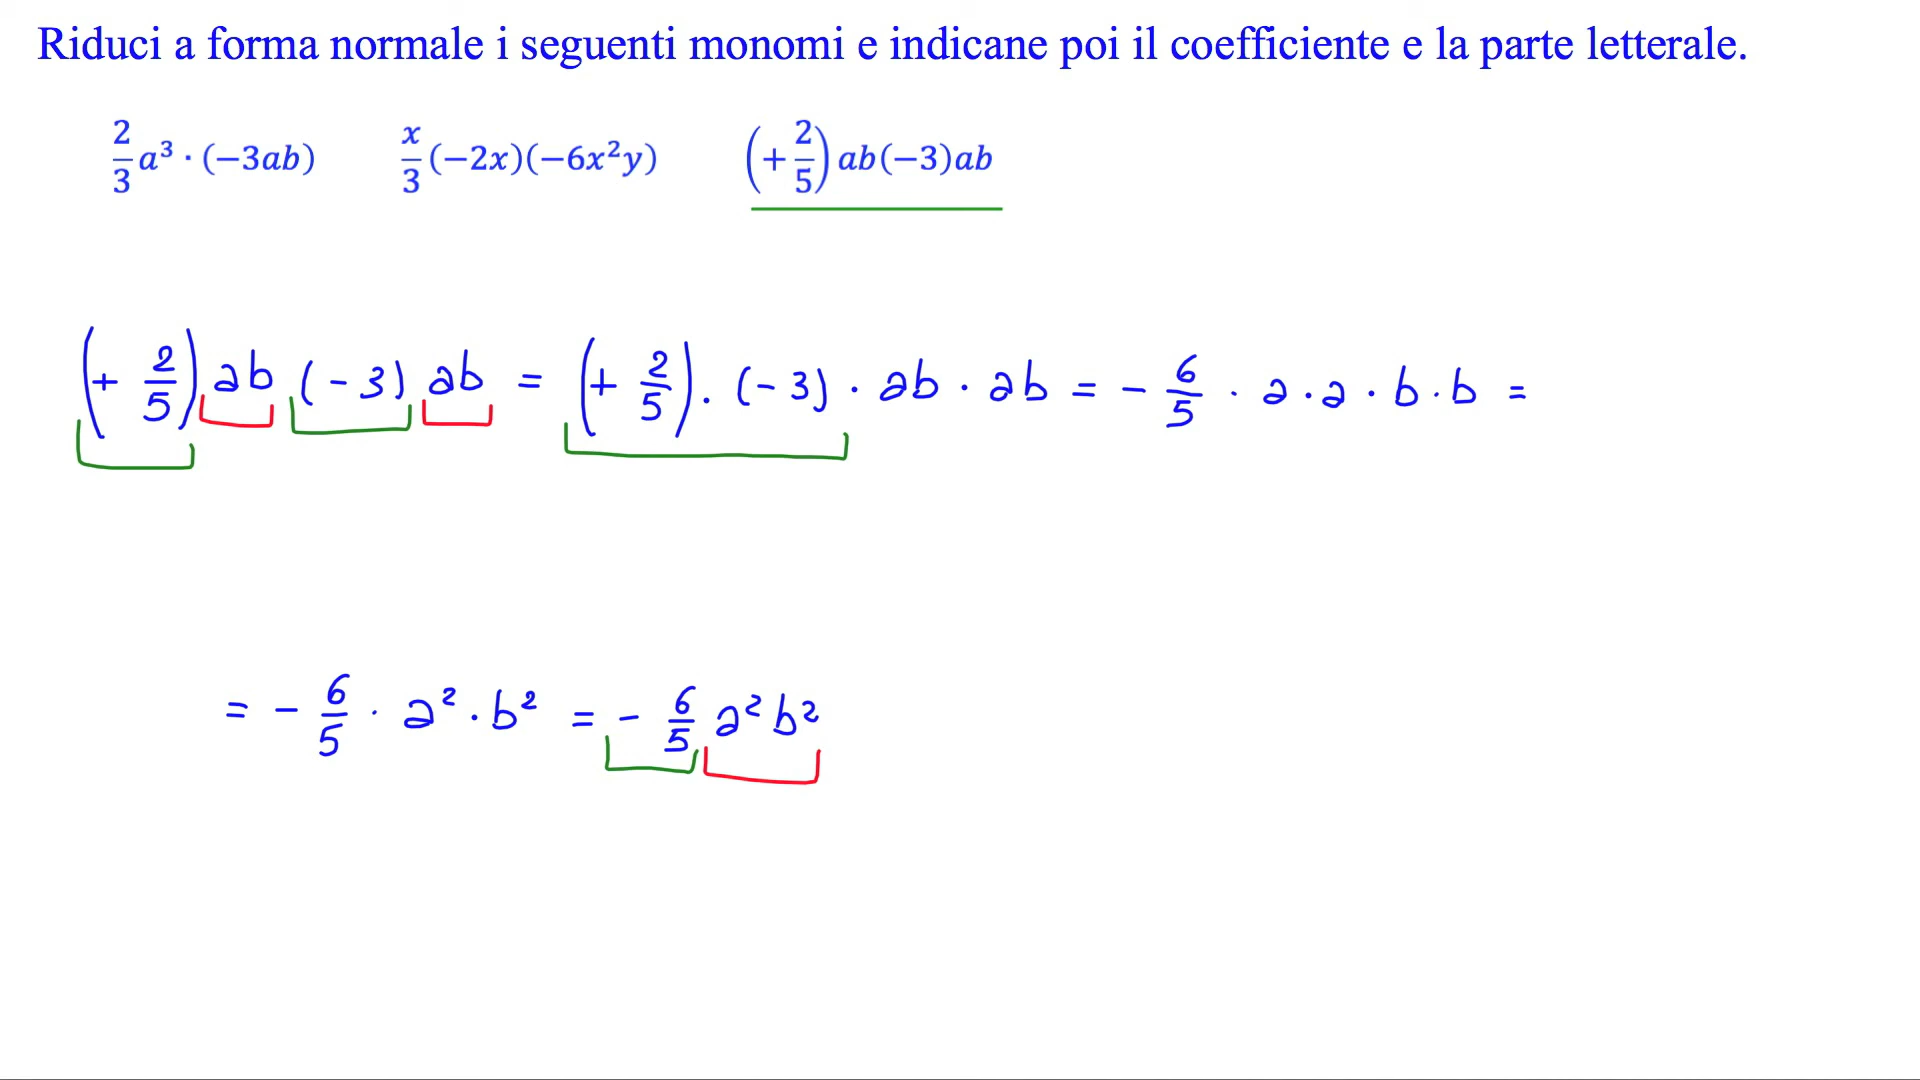 Riduci a forma normale i seguenti monomi e indicane poi il coefficiente e la parte letterale.
2/3 a³ · (−3ab) x/3 (−2x)(−6x²y) (+2/5) ab(−3)ab
(+ 2/5) ab (−3) ab = (+ 2/5) · (−3) · ab · ab = − 6/5 · a · a · b · b =
= − 6/5 · a² · b² = − 6/5 a² b²